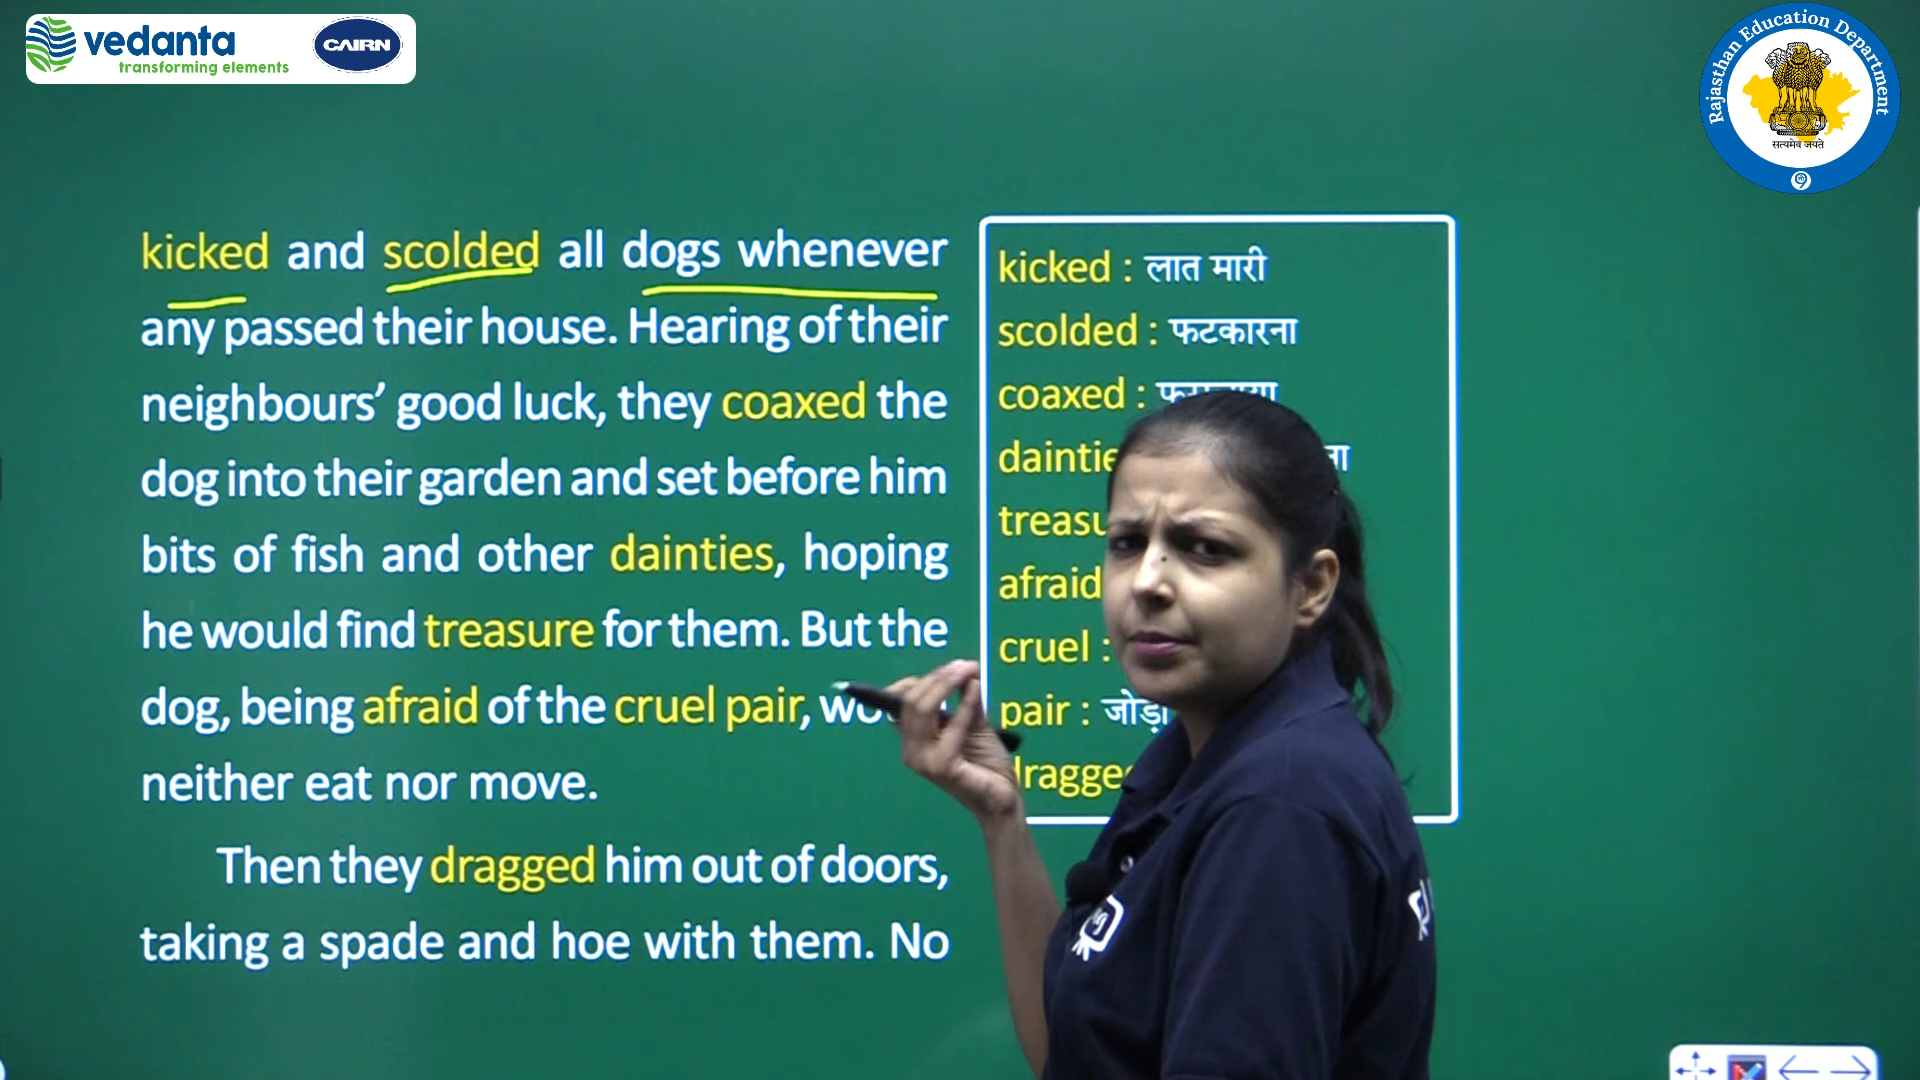 vedanta
transforming elements
CAIRN
Rajasthan Education Department
सत्यमेव जयते
kicked and scolded all dogs whenever
any passed their house. Hearing of their
neighbours' good luck, they coaxed the
dog into their garden and set before him
bits of fish and other dainties, hoping
he would find treasure for them. But the
dog, being afraid of the cruel pair,
neither eat nor move.
Then they dragged him out of doors,
taking a spade and hoe with them. No
kicked : लात मारी
scolded : फटकारना
coaxed :
afraid
cruel :
pair : जोड़ा